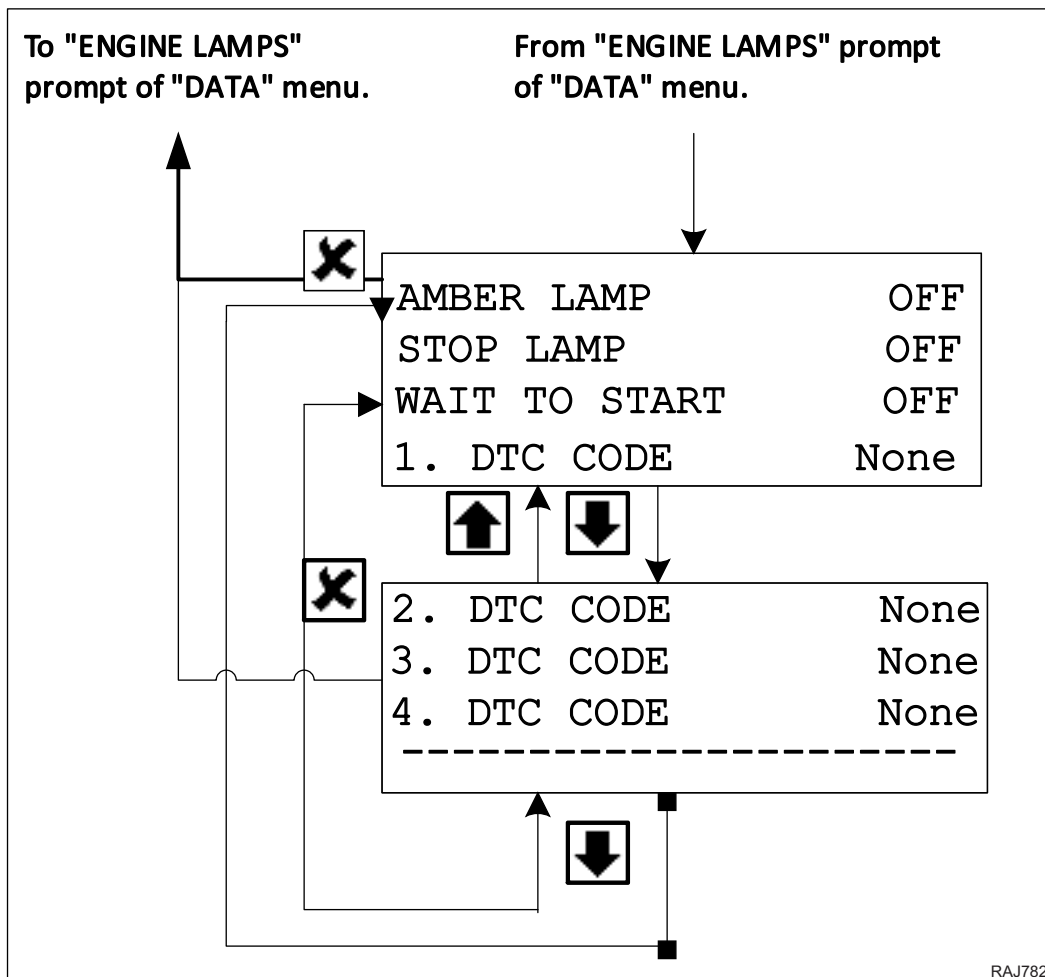 To "ENGINE LAMPS"
prompt of "DATA" menu.
From "ENGINE LAMPS" prompt
of "DATA" menu.
AMBER LAMP OFF
STOP LAMP OFF
WAIT TO START OFF
1. DTC CODE None
2. DTC CODE None
3. DTC CODE None
4. DTC CODE None
RAJ782